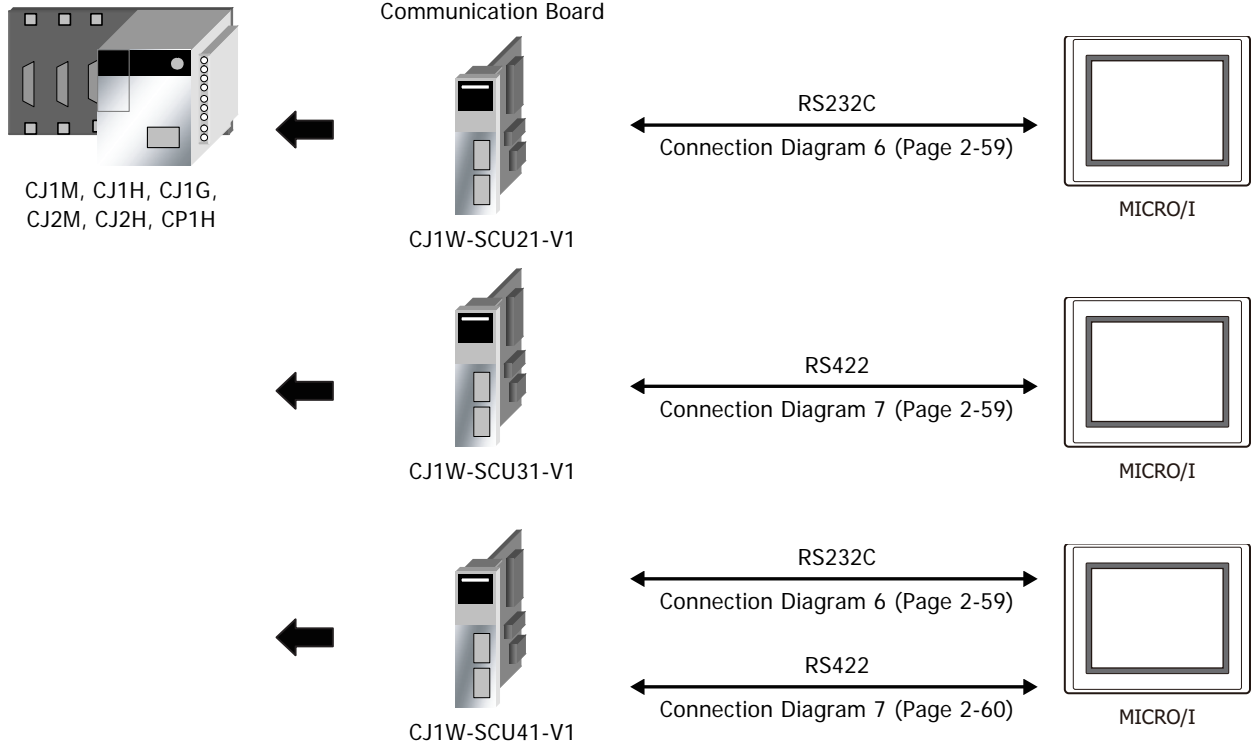 Communication Board
CJ1M, CJ1H, CJ1G,
CJ2M, CJ2H, CP1H
CJ1W-SCU21-V1
RS232C
Connection Diagram 6 (Page 2-59)
MICRO/I
CJ1W-SCU31-V1
RS422
Connection Diagram 7 (Page 2-59)
MICRO/I
CJ1W-SCU41-V1
RS232C
Connection Diagram 6 (Page 2-59)
RS422
Connection Diagram 7 (Page 2-60)
MICRO/I